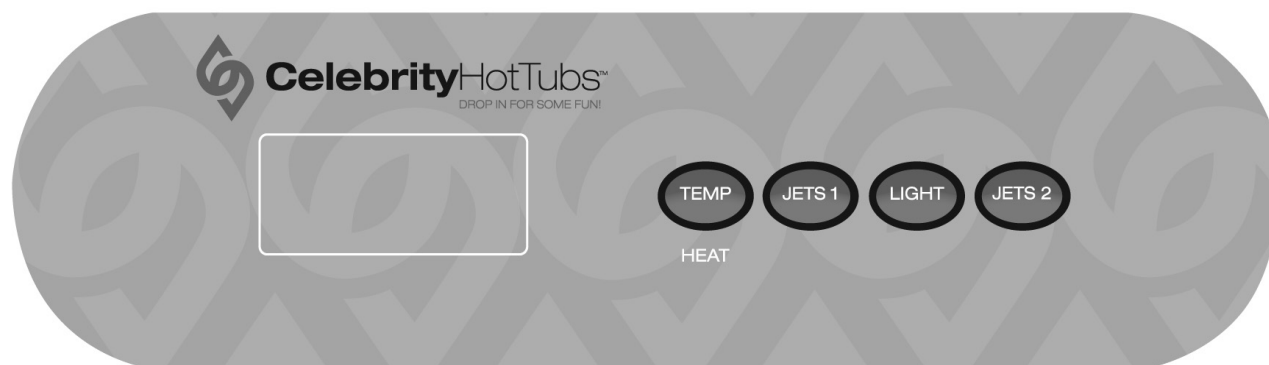 CelebrityHotTubs™
DROP IN FOR SOME FUN!
TEMP JETS 1 LIGHT JETS 2
HEAT